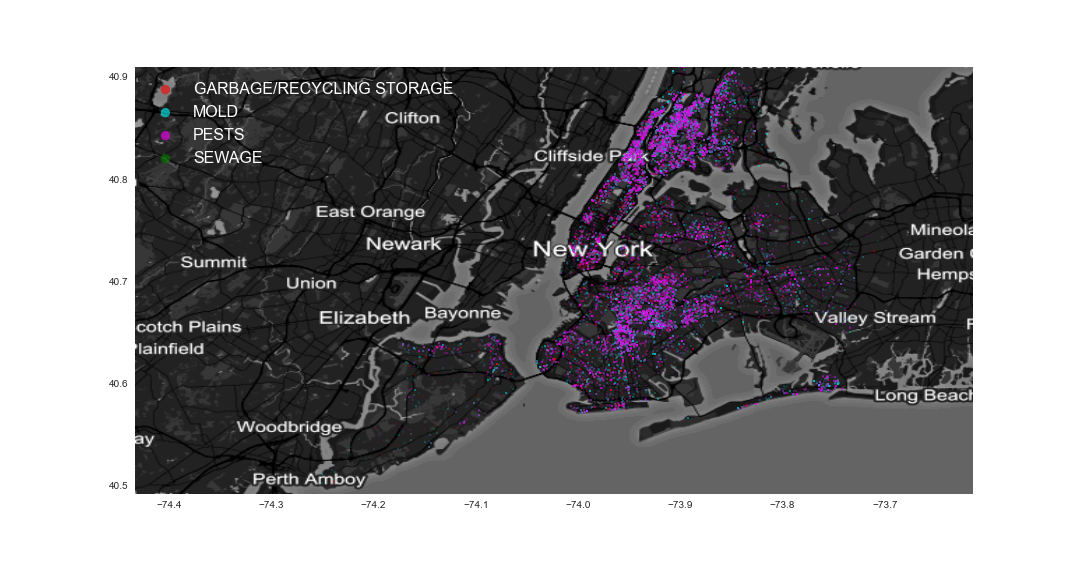 GARBAGE/RECYCLING STORAGE
MOLD
PESTS
SEWAGE
40.9
40.8
40.7
40.6
40.5
Clifton
Cliffside Park
East Orange
Newark
New York
Mineola
Garden
Summit
Hemps
Union
Elizabeth
Bayonne
Valley Stream
cotch Plains
Plainfield
Long Beach
Woodbridge
ay
Perth Amboy
−74.4
−74.3
−74.2
−74.1
−74.0
−73.9
−73.8
−73.7